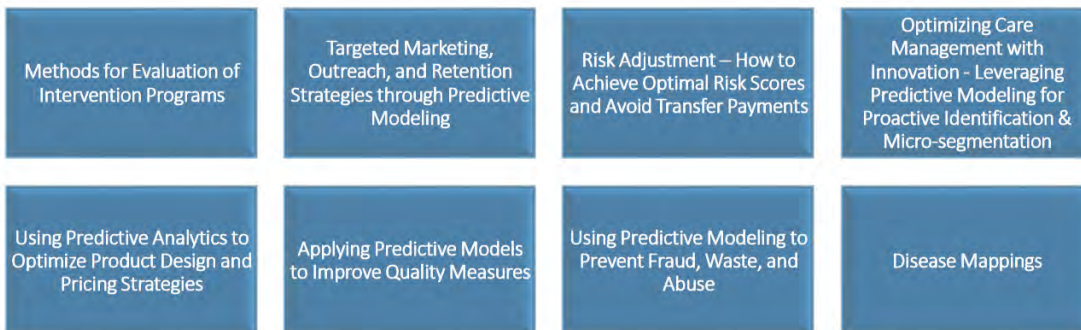 Methods for Evaluation of
Intervention Programs
Targeted Marketing,
Outreach, and Retention
Strategies through Predictive
Modeling
Risk Adjustment – How to
Achieve Optimal Risk Scores
and Avoid Transfer Payments
Optimizing Care
Management with
Innovation - Leveraging
Predictive Modeling for
Proactive Identification &
Micro-segmentation
Using Predictive Analytics to
Optimize Product Design and
Pricing Strategies
Applying Predictive Models
to Improve Quality Measures
Using Predictive Modeling to
Prevent Fraud, Waste, and
Abuse
Disease Mappings